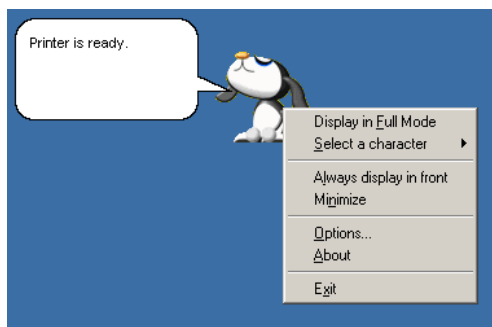 Printer is ready.
Display in Full Mode
Select a character
Always display in front
Minimize
Options...
About
Exit